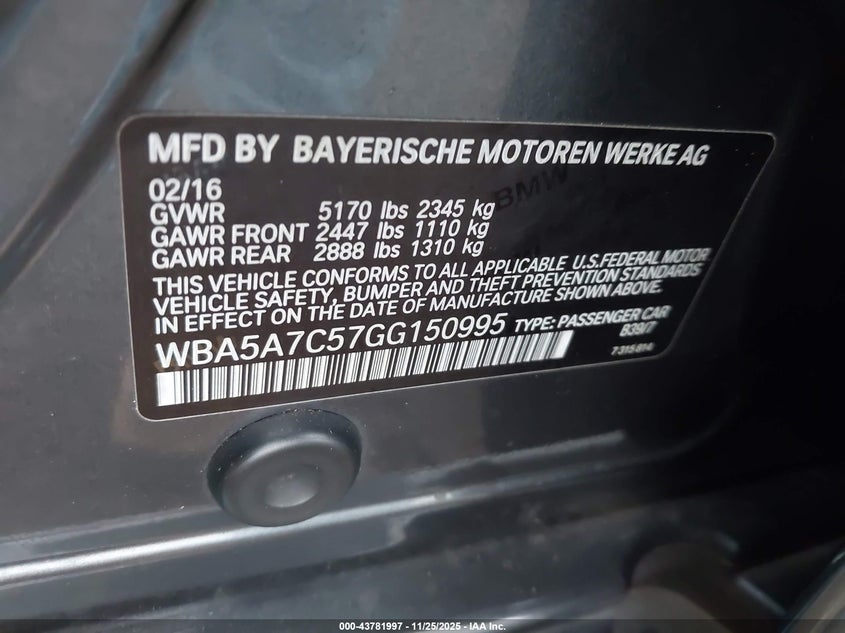 MFD BY BAYERISCHE MOTOREN WERKE AG
BMW
02/16
GVWR 5170 lbs 2345 kg
GAWR FRONT 2447 lbs 1110 kg
GAWR REAR 2888 lbs 1310 kg
THIS VEHICLE CONFORMS TO ALL APPLICABLE U.S.FEDERAL MOTOR
VEHICLE SAFETY, BUMPER AND THEFT PREVENTION STANDARDS
IN EFFECT ON THE DATE OF MANUFACTURE SHOWN ABOVE.
WBA5A7C57GG150995 TYPE: PASSENGER CAR
7315814
000-43781997 - 11/25/2025 - IAA Inc.